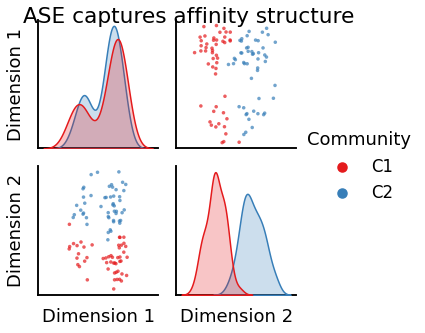 ASE captures affinity structure
Dimension 1
Community
C1
C2
Dimension 2
Dimension 1
Dimension 2